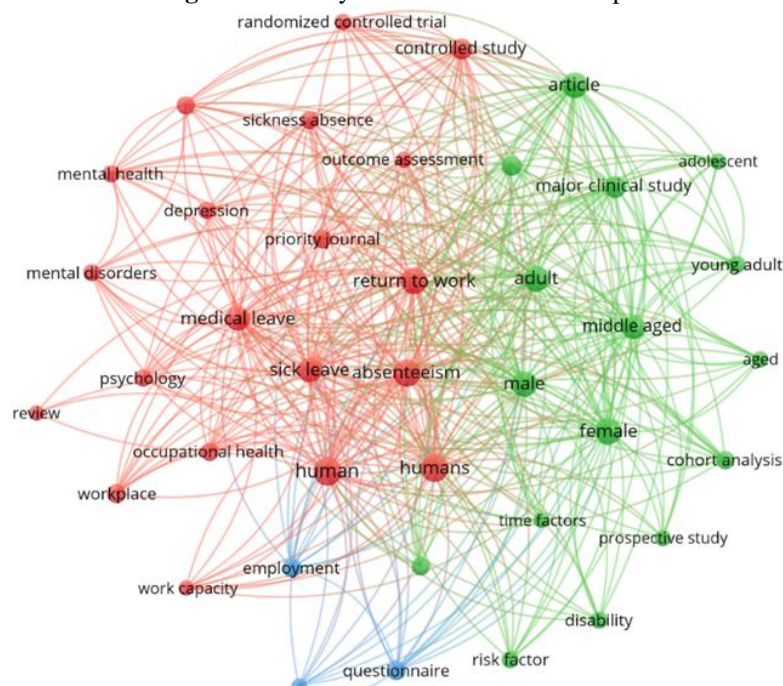 randomized controlled trial
controlled study
article
sickness absence
outcome assessment
adolescent
mental health
major clinical study
depression
priority journal
young adult
mental disorders
return to work
adult
medical leave
middle aged
aged
sick leave
absenteeism
psychology
male
review
female
occupational health
cohort analysis
human
humans
workplace
time factors
prospective study
employment
work capacity
disability
risk factor
questionnaire